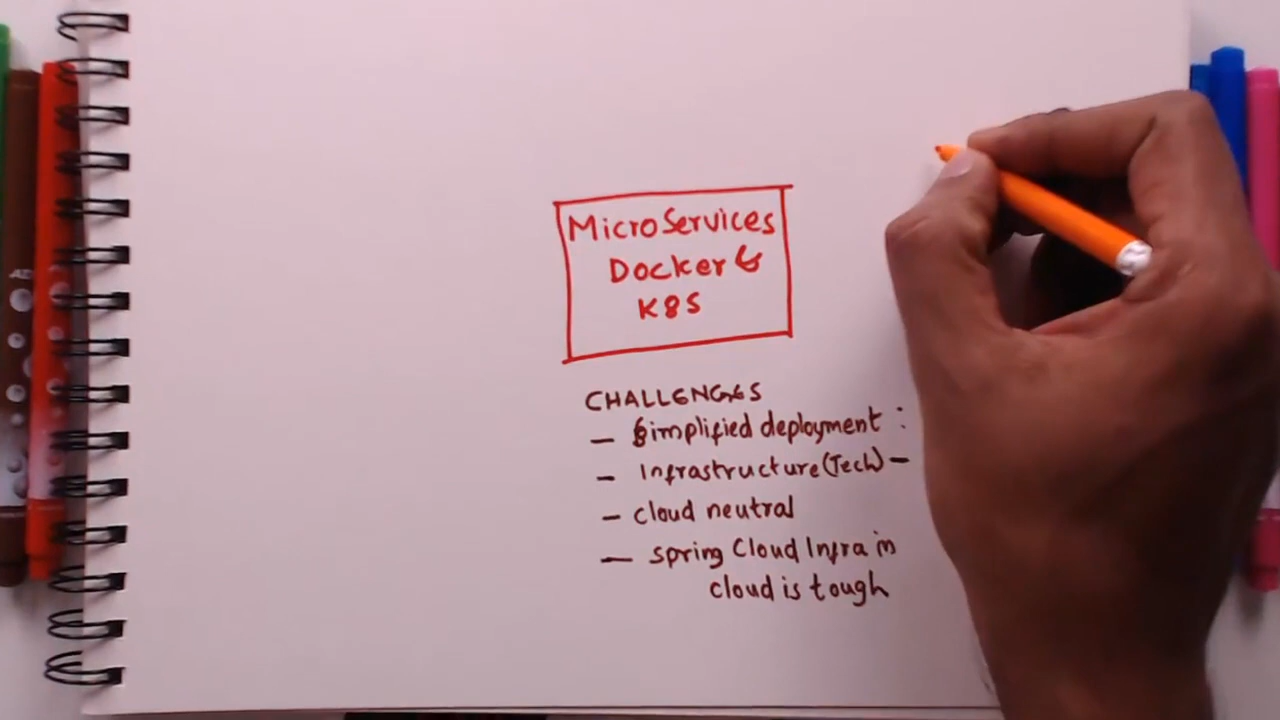 MicroServices
Docker &
K8S
CHALLENGES
— Simplified deployment :
— Infrastructure(Tech) —
— cloud neutral
— spring Cloud Infra in
cloud is tough